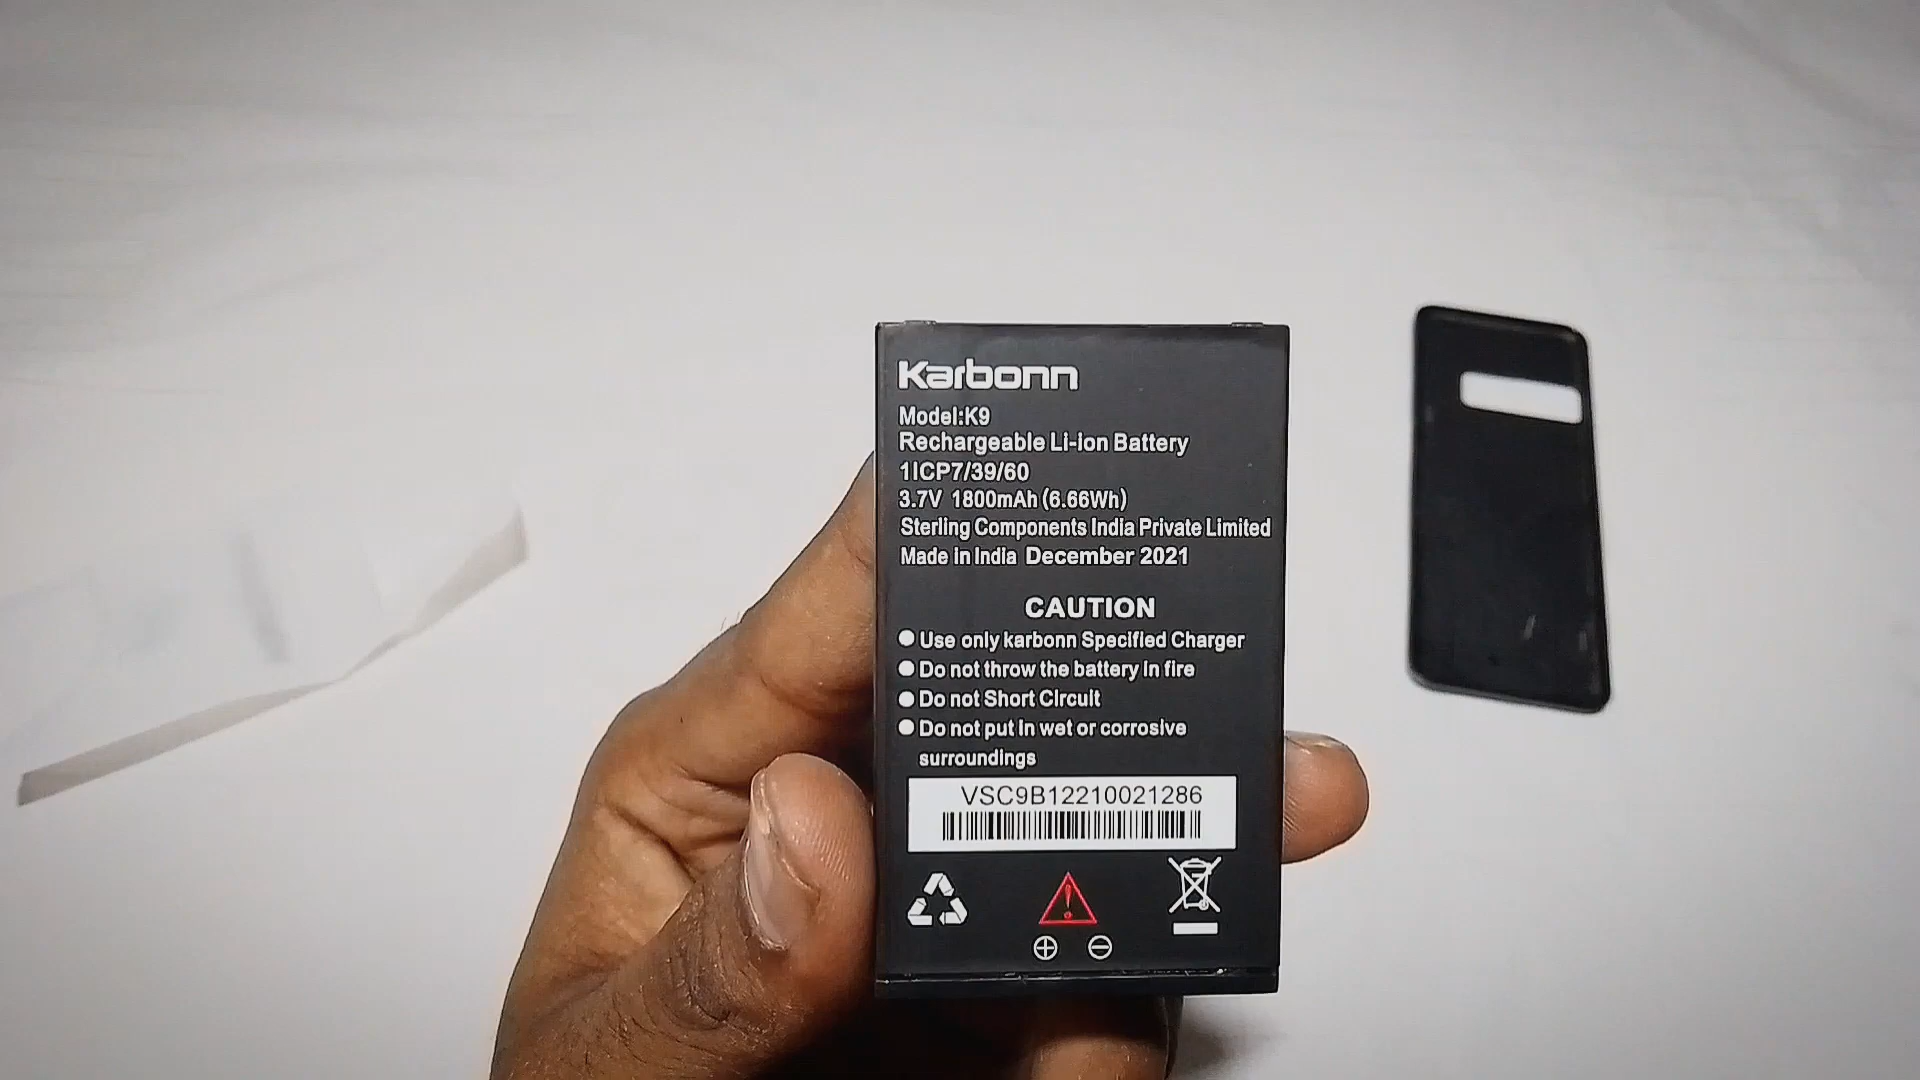 Karbonn
Model:K9
Rechargeable Li-ion Battery
1ICP7/39/60
3.7V 1800mAh (6.66Wh)
Sterling Components India Private Limited
Made in India December 2021
CAUTION
Use only karbonn Specified Charger
Do not throw the battery in fire
Do not Short Circuit
Do not put in wet or corrosive
surroundings
VSC9B12210021286